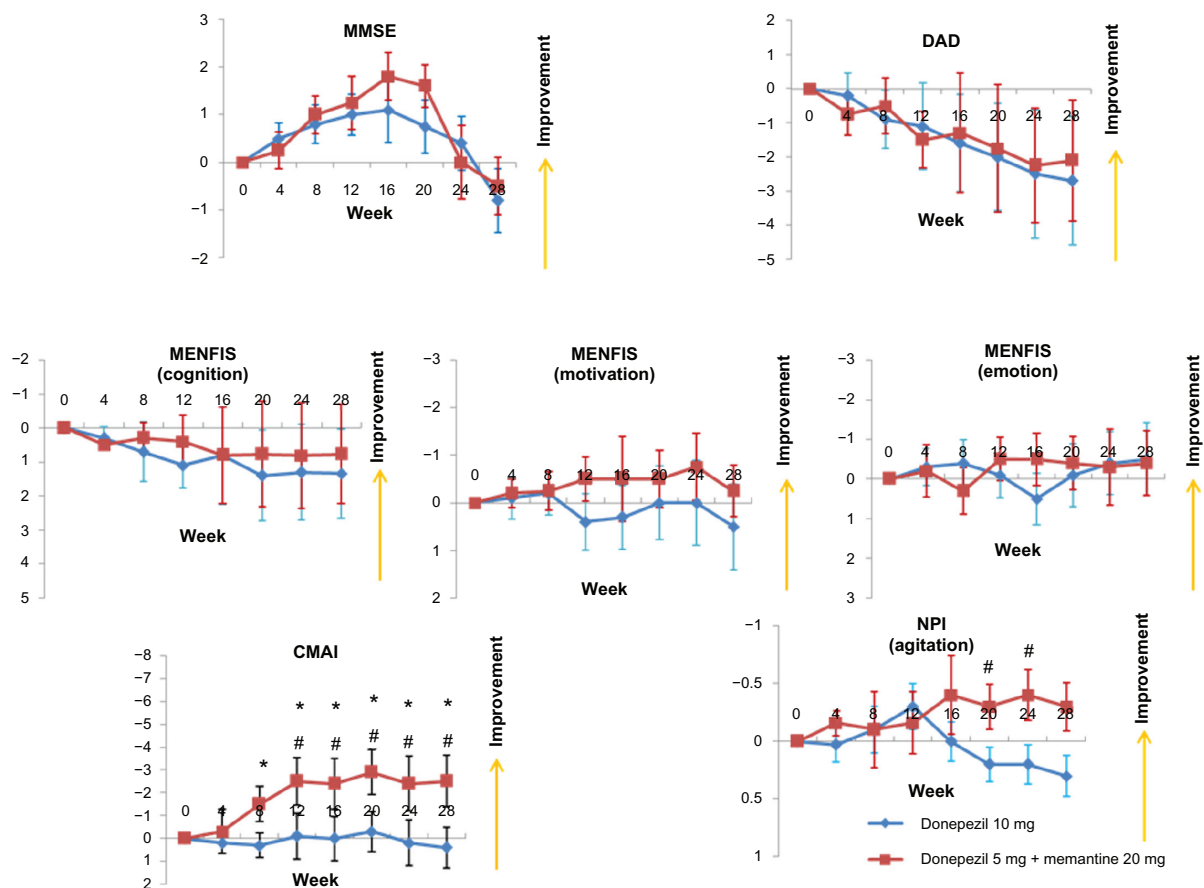 MMSE
3
2
1
0
−1
−2
0 4 8 12 16 20 24 28
Week
Improvement
DAD
2
1
0
−1
−2
−3
−4
−5
0 4 8 12 16 20 24 28
Week
Improvement
MENFIS
(cognition)
−2
−1
0
1
2
3
4
5
0 4 8 12 16 20 24 28
Week
Improvement
MENFIS
(motivation)
−3
−2
−1
0
1
2
0 4 8 12 16 20 24 28
Week
Improvement
MENFIS
(emotion)
−3
−2
−1
0
1
2
3
0 4 8 12 16 20 24 28
Week
Improvement
CMAI
−8
−7
−6
−5
−4
−3
−2
−1
0
1
2
* * * * * *
# # # # #
0 4 8 12 16 20 24 28
Week
Improvement
NPI
(agitation)
−1
−0.5
0
0.5
1
# #
0 4 8 12 16 20 24 28
Week
Improvement
Donepezil 10 mg
Donepezil 5 mg + memantine 20 mg